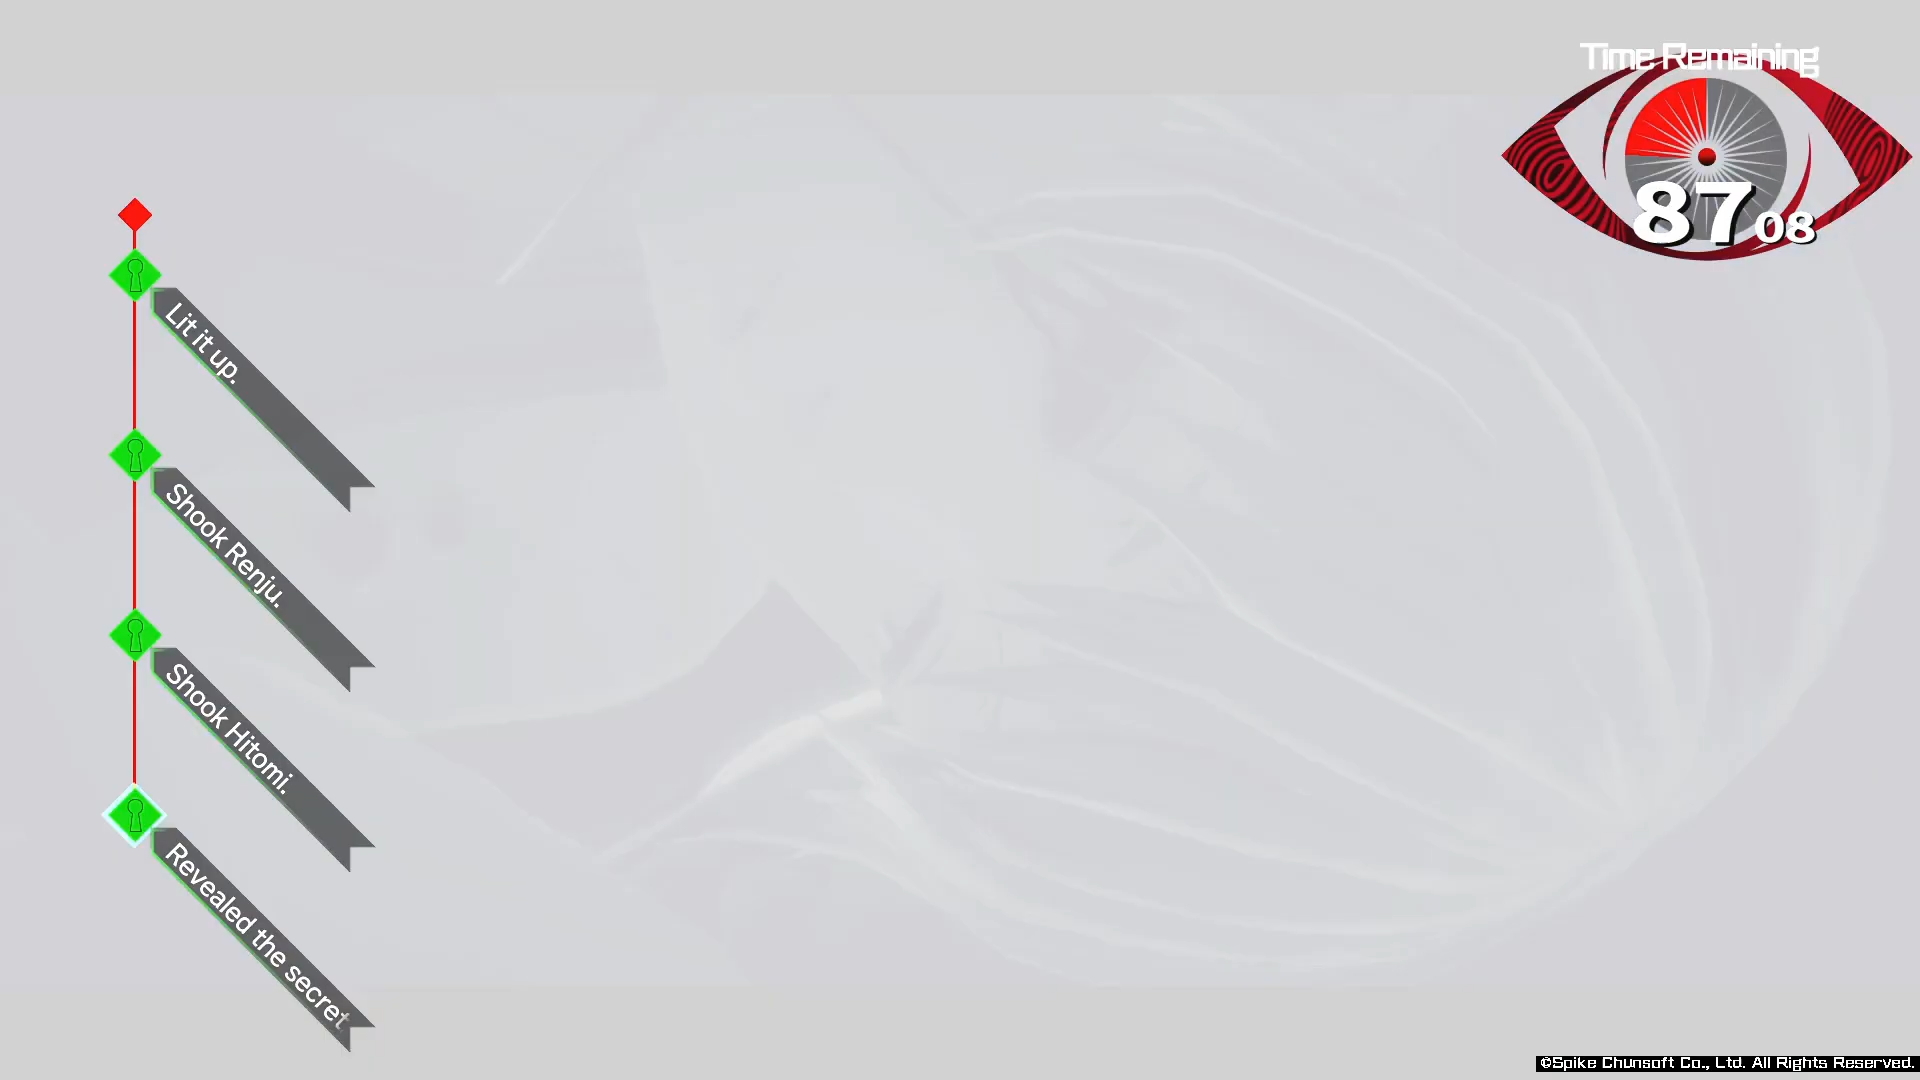 Time Remaining
87 08
Lit it up.
Shook Renju.
Shook Hitomi.
Revealed the secret
©Spike Chunsoft Co., Ltd. All Rights Reserved.